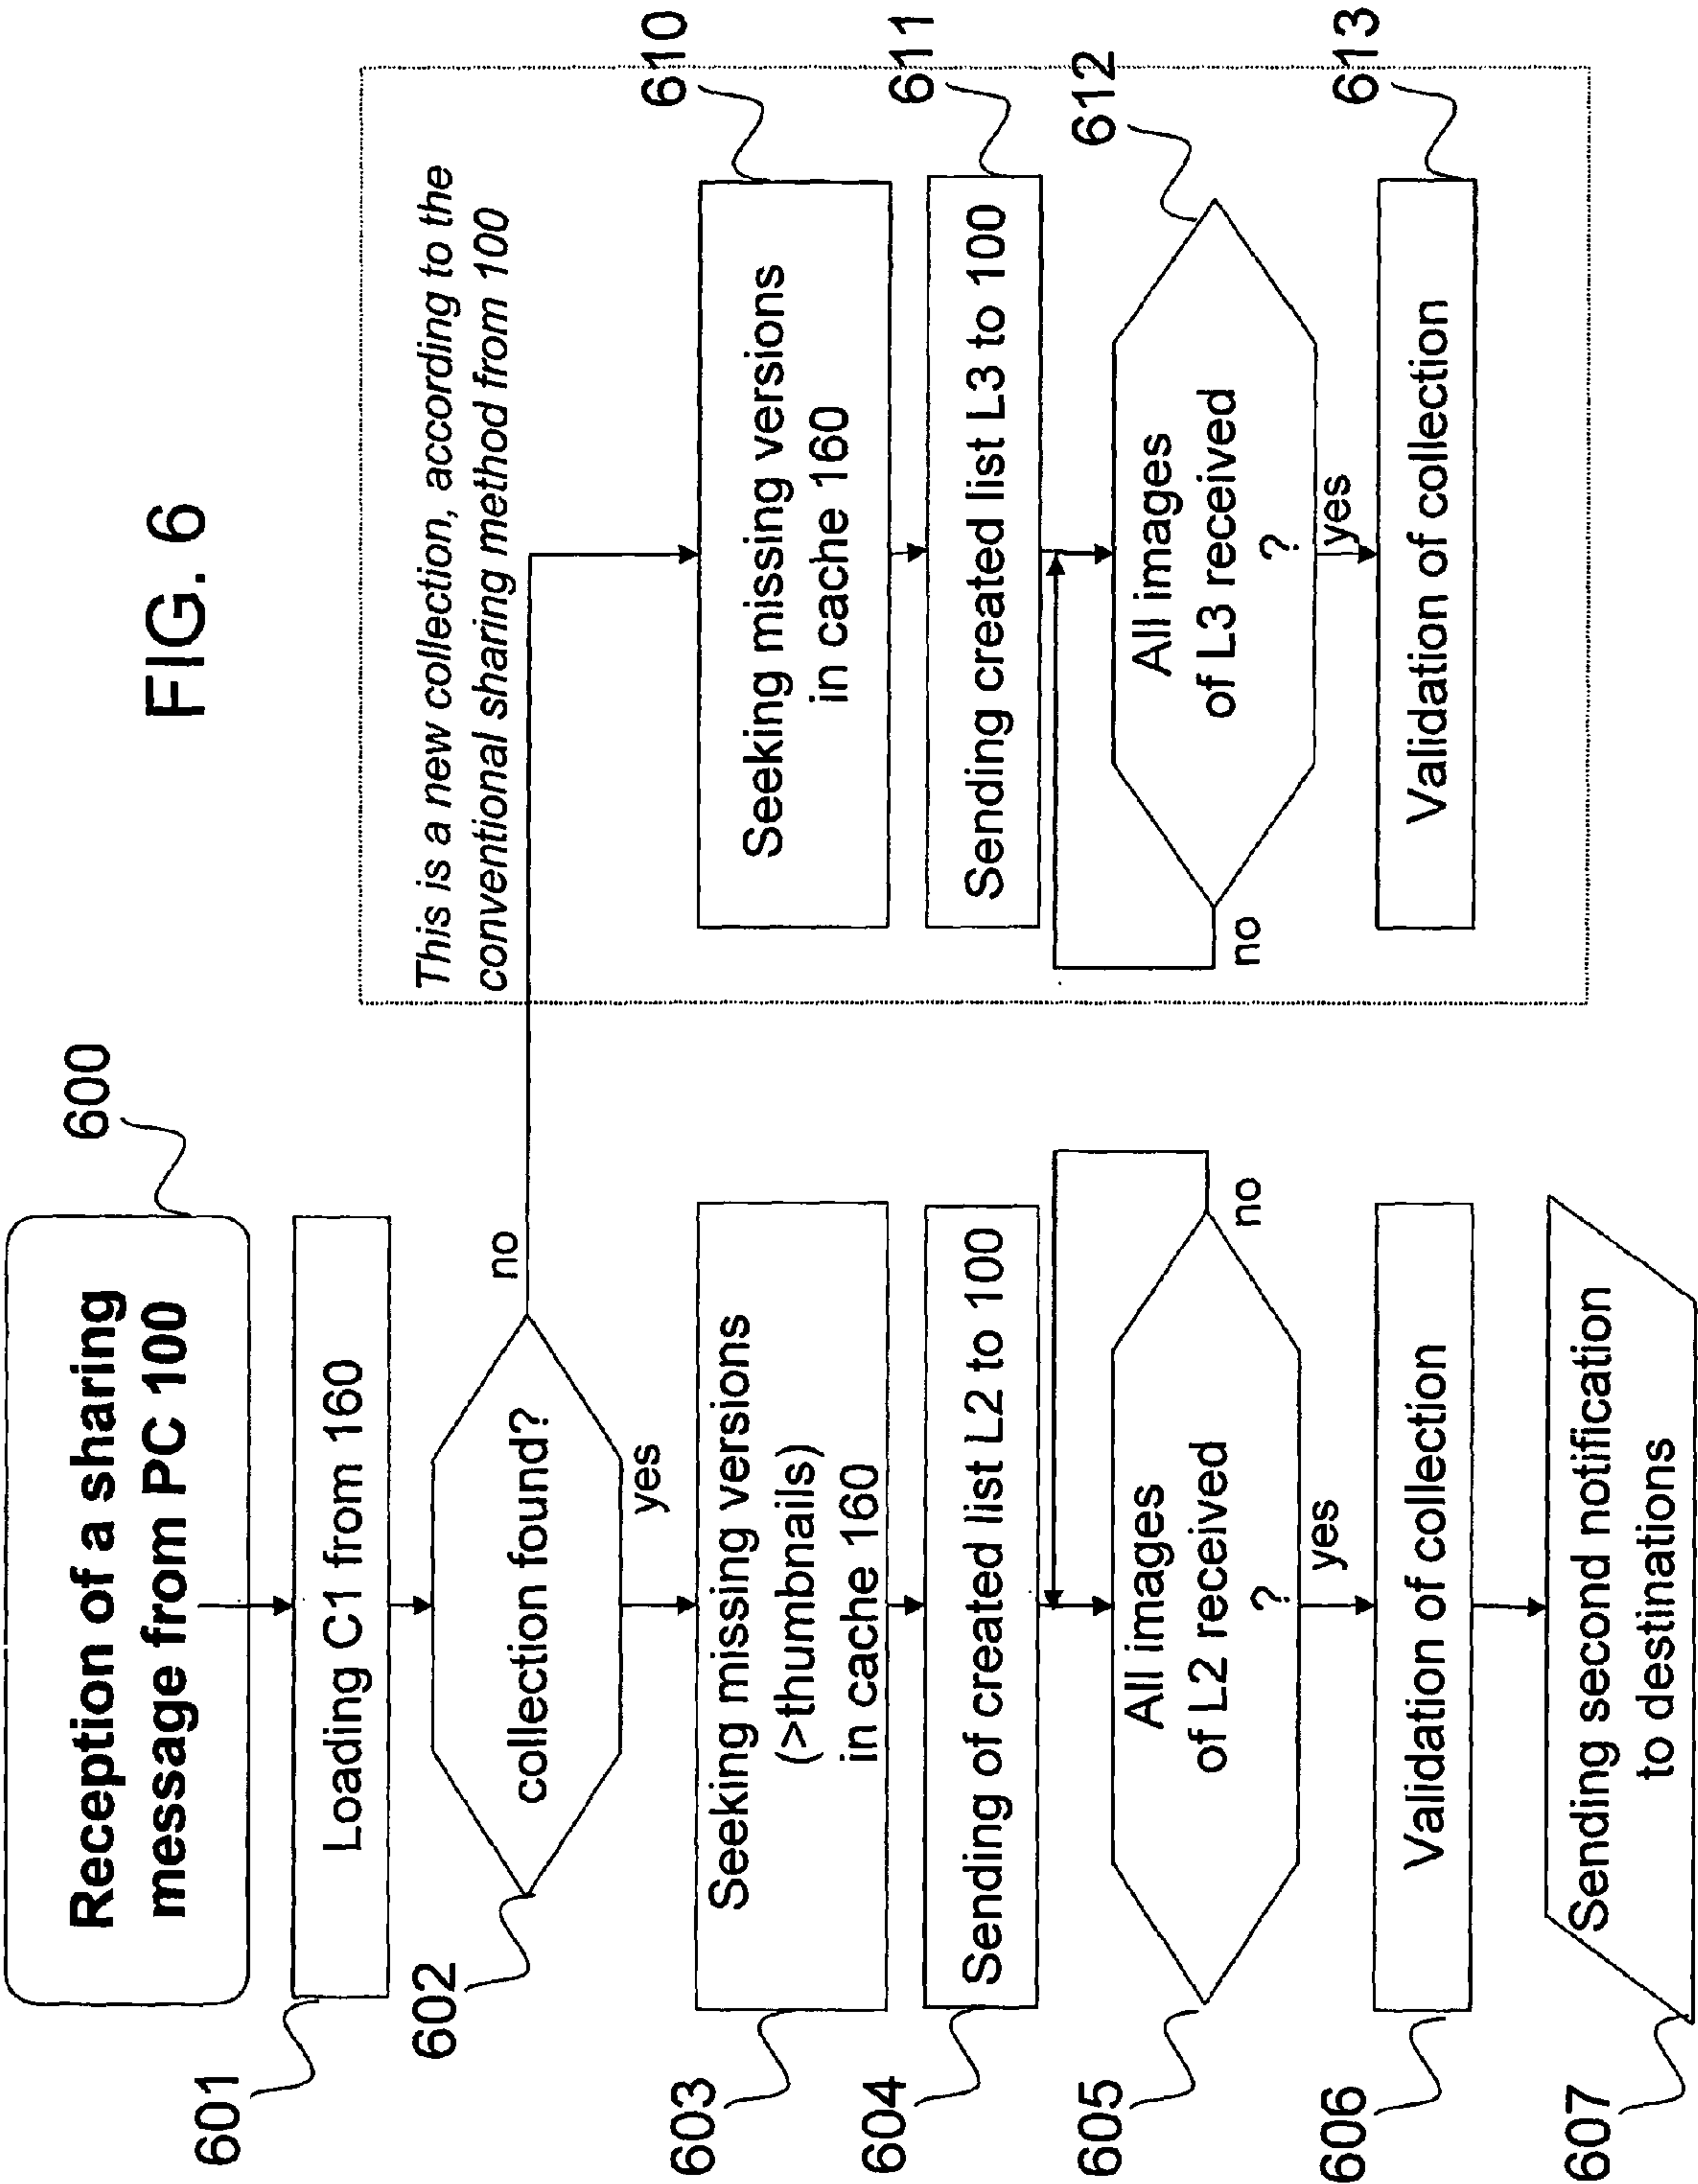 FIG. 6
600
Reception of a sharing
message from PC 100
601
Loading C1 from 160
602
collection found?
no
yes
603
Seeking missing versions
(>thumbnails)
in cache 160
604
Sending of created list L2 to 100
605
All images
of L2 received
?
no
yes
606
Validation of collection
607
Sending second notification
to destinations
This is a new collection, according to the
conventional sharing method from 100
610
Seeking missing versions
in cache 160
611
Sending created list L3 to 100
612
All images
of L3 received
?
no
yes
613
Validation of collection